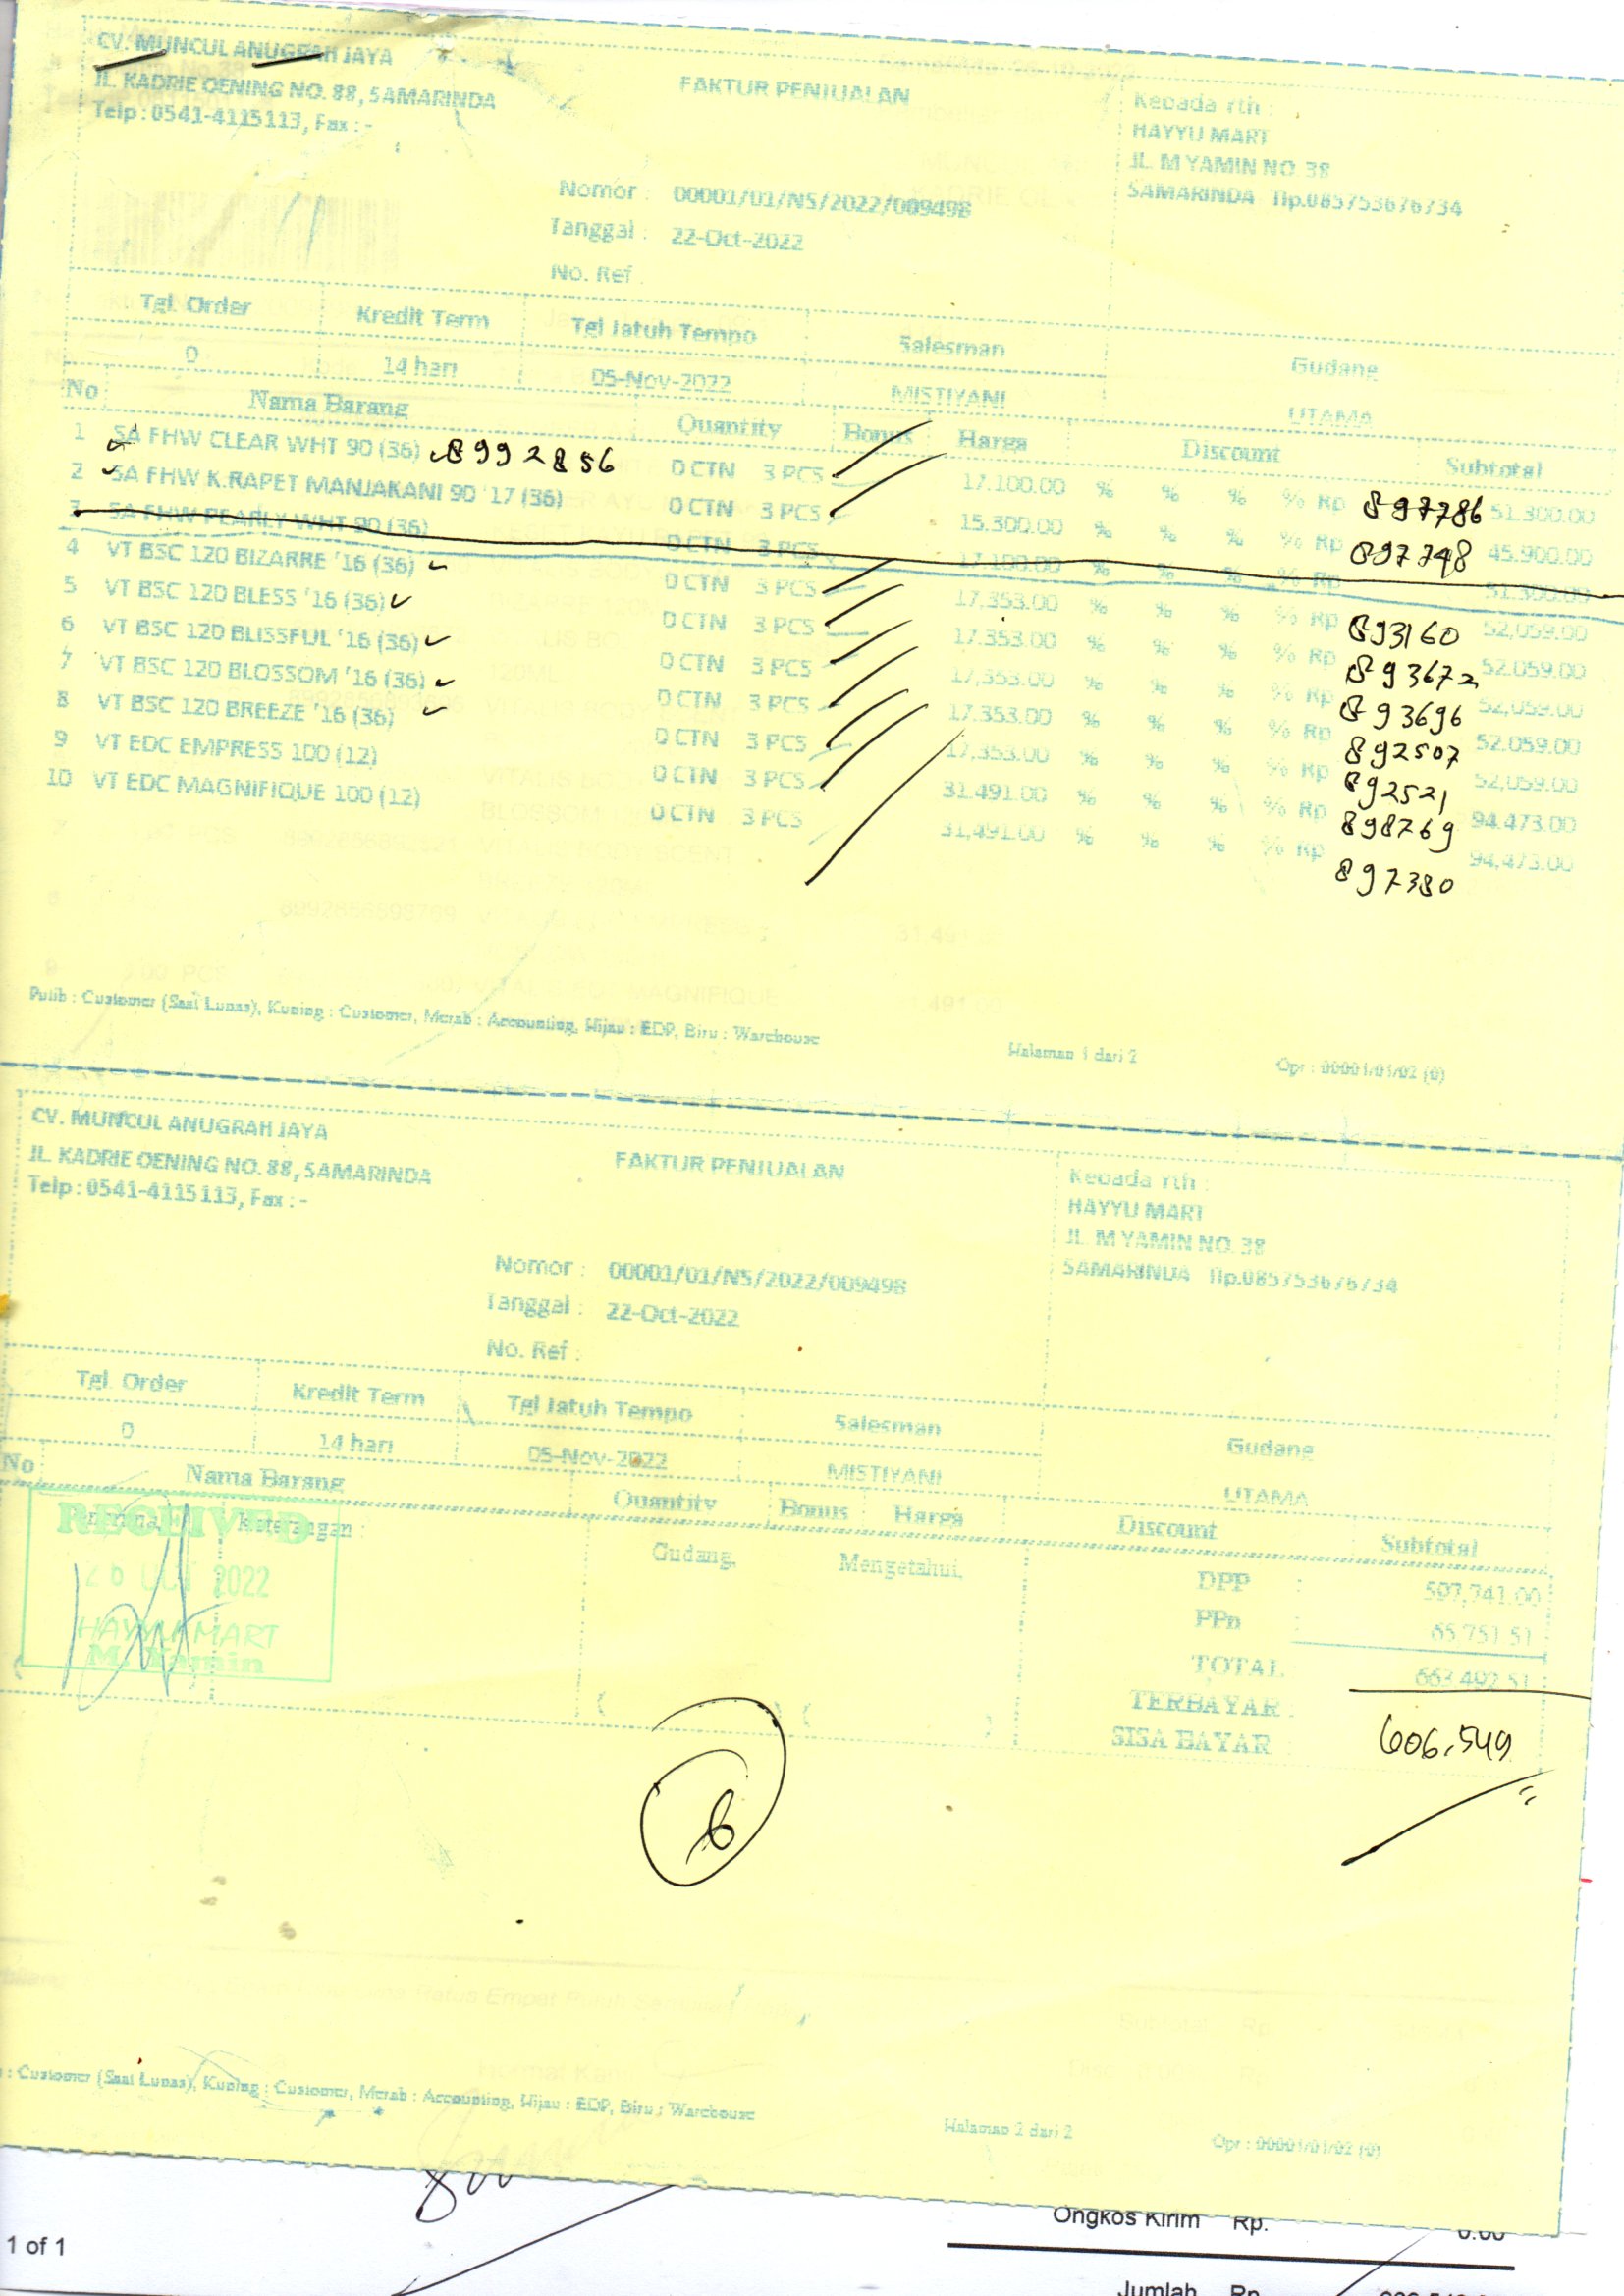 CV. MUNCUL ANUGRAH JAYA
JL. KADRIE OENING NO. 88, SAMARINDA
Telp : 0541-4115113, Fax : -
FAKTUR PENJUALAN
Kepada Yth :
HAYYU MART
JL. M YAMIN NO. 38
SAMARINDA Hp.085753676734
Nomor : 00001/01/NS/2022/009498
Tanggal : 22-Oct-2022
No. Ref :
Tgl. Order Kredit Term Tgl Jatuh Tempo Salesman Gudang
0 14 hari 05-Nov-2022 MISTIYANI UTAMA
No Nama Barang Quantity Bonus Harga Discount Subtotal
1 SA FHW CLEAR WHT 90 (36) 8992856 0 CTN 3 PCS 17.100.00 % % % % Rp 897786 51.300.00
2 SA FHW K.RAPET MANJAKANI 90 '17 (36) 0 CTN 3 PCS 15.300.00 % % % % Rp 897748 45.900.00
3 SA FHW PEARLY WHT 90 (36) 0 CTN 3 PCS 17.100.00 % % % % Rp 51.300.00
4 VT BSC 120 BIZARRE '16 (36) 0 CTN 3 PCS 17,353.00 % % % % Rp 893160 52,059.00
5 VT BSC 120 BLESS '16 (36) 0 CTN 3 PCS 17.353.00 % % % % Rp 893672 52.059.00
6 VT BSC 120 BLISSFUL '16 (36) 0 CTN 3 PCS 17,353.00 % % % % Rp 893696 52,059.00
7 VT BSC 120 BLOSSOM '16 (36) 0 CTN 3 PCS 17.353.00 % % % % Rp 892507 52.059.00
8 VT BSC 120 BREEZE '16 (36) 0 CTN 3 PCS 17,353.00 % % % % Rp 892521 52,059.00
9 VT EDC EMPRESS 100 (12) 0 CTN 3 PCS 31.491.00 % % % % Rp 898769 94.473.00
10 VT EDC MAGNIFIQUE 100 (12) 0 CTN 3 PCS 31,491.00 % % % % Rp 897380 94,473.00
Putih : Customer (Saat Lunas), Kuning : Customer, Merah : Accounting, Hijau : EDP, Biru : Warehouse
Halaman 1 dari 2
Opr : 00001/01/02 (0)
CV. MUNCUL ANUGRAH JAYA
JL. KADRIE OENING NO. 88, SAMARINDA
Telp : 0541-4115113, Fax : -
FAKTUR PENJUALAN
Kepada Yth :
HAYYU MART
JL. M YAMIN NO. 38
SAMARINDA Hp.085753676734
Nomor : 00001/01/NS/2022/009498
Tanggal : 22-Oct-2022
No. Ref :
Tgl. Order Kredit Term Tgl Jatuh Tempo Salesman Gudang
0 14 hari 05-Nov-2022 MISTIYANI UTAMA
No Nama Barang Quantity Bonus Harga Discount Subtotal
Keterangan : Gudang, Mengetahui,
RECEIVED
26 OCT 2022
HAYYU MART
M. Yamin
DPP : 597,741.00
PPn : 65,751.51
TOTAL : 663,492.51
TERBAYAR :
SISA BAYAR : 606.549
6
: Customer (Saat Lunas), Kuning : Customer, Merah : Accounting, Hijau : EDP, Biru : Warehouse
Halaman 2 dari 2
Opr : 00001/01/02 (0)
Ongkos Kirim Rp. 0.00
1 of 1
Jumlah Rp